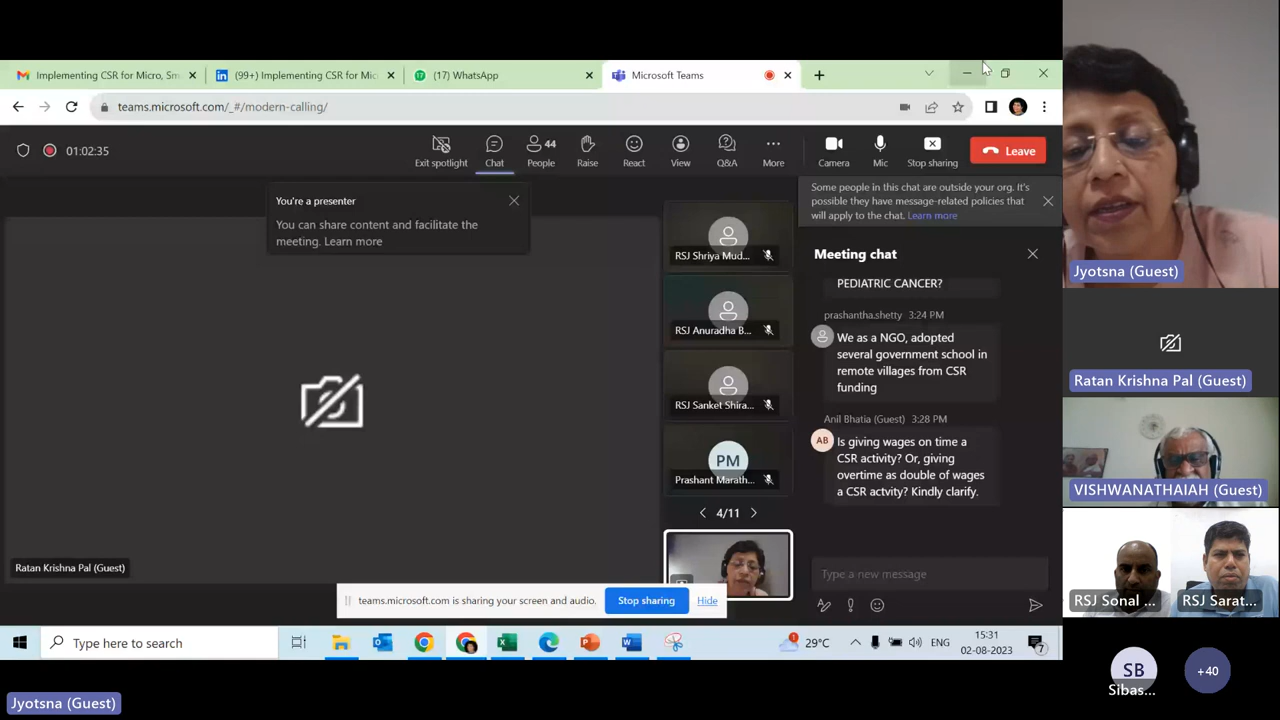 Implementing CSR for Micro, Sm
(99+) Implementing CSR for Mic
(17) WhatsApp
Microsoft Teams
teams.microsoft.com/_#/modern-calling/
01:02:35
Exit spotlight
Chat
44
People
Raise
React
View
Q&A
More
Camera
Mic
Stop sharing
Leave
You're a presenter
You can share content and facilitate the
meeting. Learn more
Some people in this chat are outside your org. It's
possible they have message-related policies that
will apply to the chat. Learn more
RSJ Shriya Mud...
RSJ Anuradha B...
RSJ Sanket Shira...
PM
Prashant Marath...
4/11
Ratan Krishna Pal (Guest)
Meeting chat
PEDIATRIC CANCER?
prashantha.shetty 3:24 PM
We as a NGO, adopted
several government school in
remote villages from CSR
funding
Anil Bhatia (Guest) 3:28 PM
AB
Is giving wages on time a
CSR activity? Or, giving
overtime as double of wages
a CSR actvity? Kindly clarify.
Type a new message
teams.microsoft.com is sharing your screen and audio.
Stop sharing
Hide
Type here to search
29°C
ENG
15:31
02-08-2023
7
Jyotsna (Guest)
Ratan Krishna Pal (Guest)
VISHWANATHAIAH (Guest)
RSJ Sonal ...
RSJ Sarat...
SB
Sibas...
+40
Jyotsna (Guest)